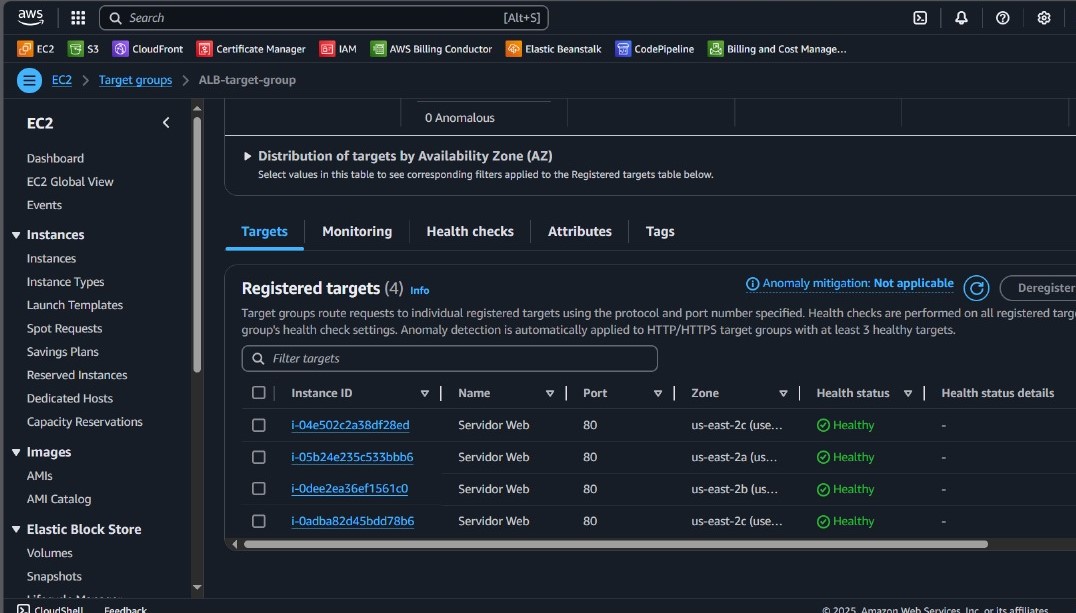 aws Search [Alt+S]
EC2 S3 CloudFront Certificate Manager IAM AWS Billing Conductor Elastic Beanstalk CodePipeline Billing and Cost Manage...
EC2 > Target groups > ALB-target-group
EC2
Dashboard
EC2 Global View
Events
Instances
Instances
Instance Types
Launch Templates
Spot Requests
Savings Plans
Reserved Instances
Dedicated Hosts
Capacity Reservations
Images
AMIs
AMI Catalog
Elastic Block Store
Volumes
Snapshots
Lifecycle Manager
0 Anomalous
Distribution of targets by Availability Zone (AZ)
Select values in this table to see corresponding filters applied to the Registered targets table below.
Targets Monitoring Health checks Attributes Tags
Registered targets (4) Info
Anomaly mitigation: Not applicable
Deregister
Target groups route requests to individual registered targets using the protocol and port number specified. Health checks are performed on all registered targ
group's health check settings. Anomaly detection is automatically applied to HTTP/HTTPS target groups with at least 3 healthy targets.
Filter targets
Instance ID Name Port Zone Health status Health status details
i-04e502c2a38df28ed Servidor Web 80 us-east-2c (use... Healthy -
i-05b24e235c533bbb6 Servidor Web 80 us-east-2a (us... Healthy -
i-0dee2ea36ef1561c0 Servidor Web 80 us-east-2b (us... Healthy -
i-0adba82d45bdd78b6 Servidor Web 80 us-east-2c (use... Healthy -
CloudShell Feedback © 2025, Amazon Web Services, Inc. or its affiliates